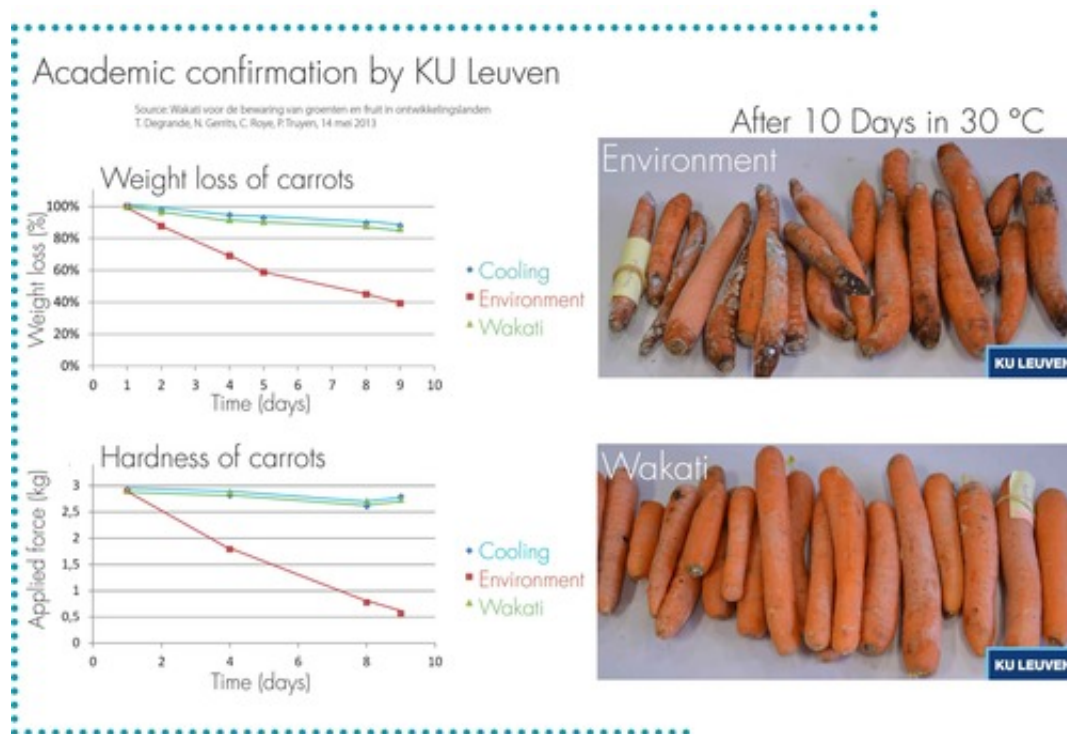 Academic confirmation by KU Leuven
Source: Wakati voor de bewaring van groenten en fruit in ontwikkelingslanden
T. Degrande, N. Gerrits, C. Roye, P. Truyen, 14 mei 2013
After 10 Days in 30 °C
Weight loss of carrots
Weight loss (%)
100%
80%
60%
40%
20%
0%
0 1 2 3 4 5 6 7 8 9 10
Time (days)
Cooling
Environment
Wakati
Environment
KU LEUVEN
Hardness of carrots
Applied force (kg)
3
2,5
2
1,5
1
0,5
0
0 2 4 6 8 10
Time (days)
Cooling
Environment
Wakati
Wakati
KU LEUVEN